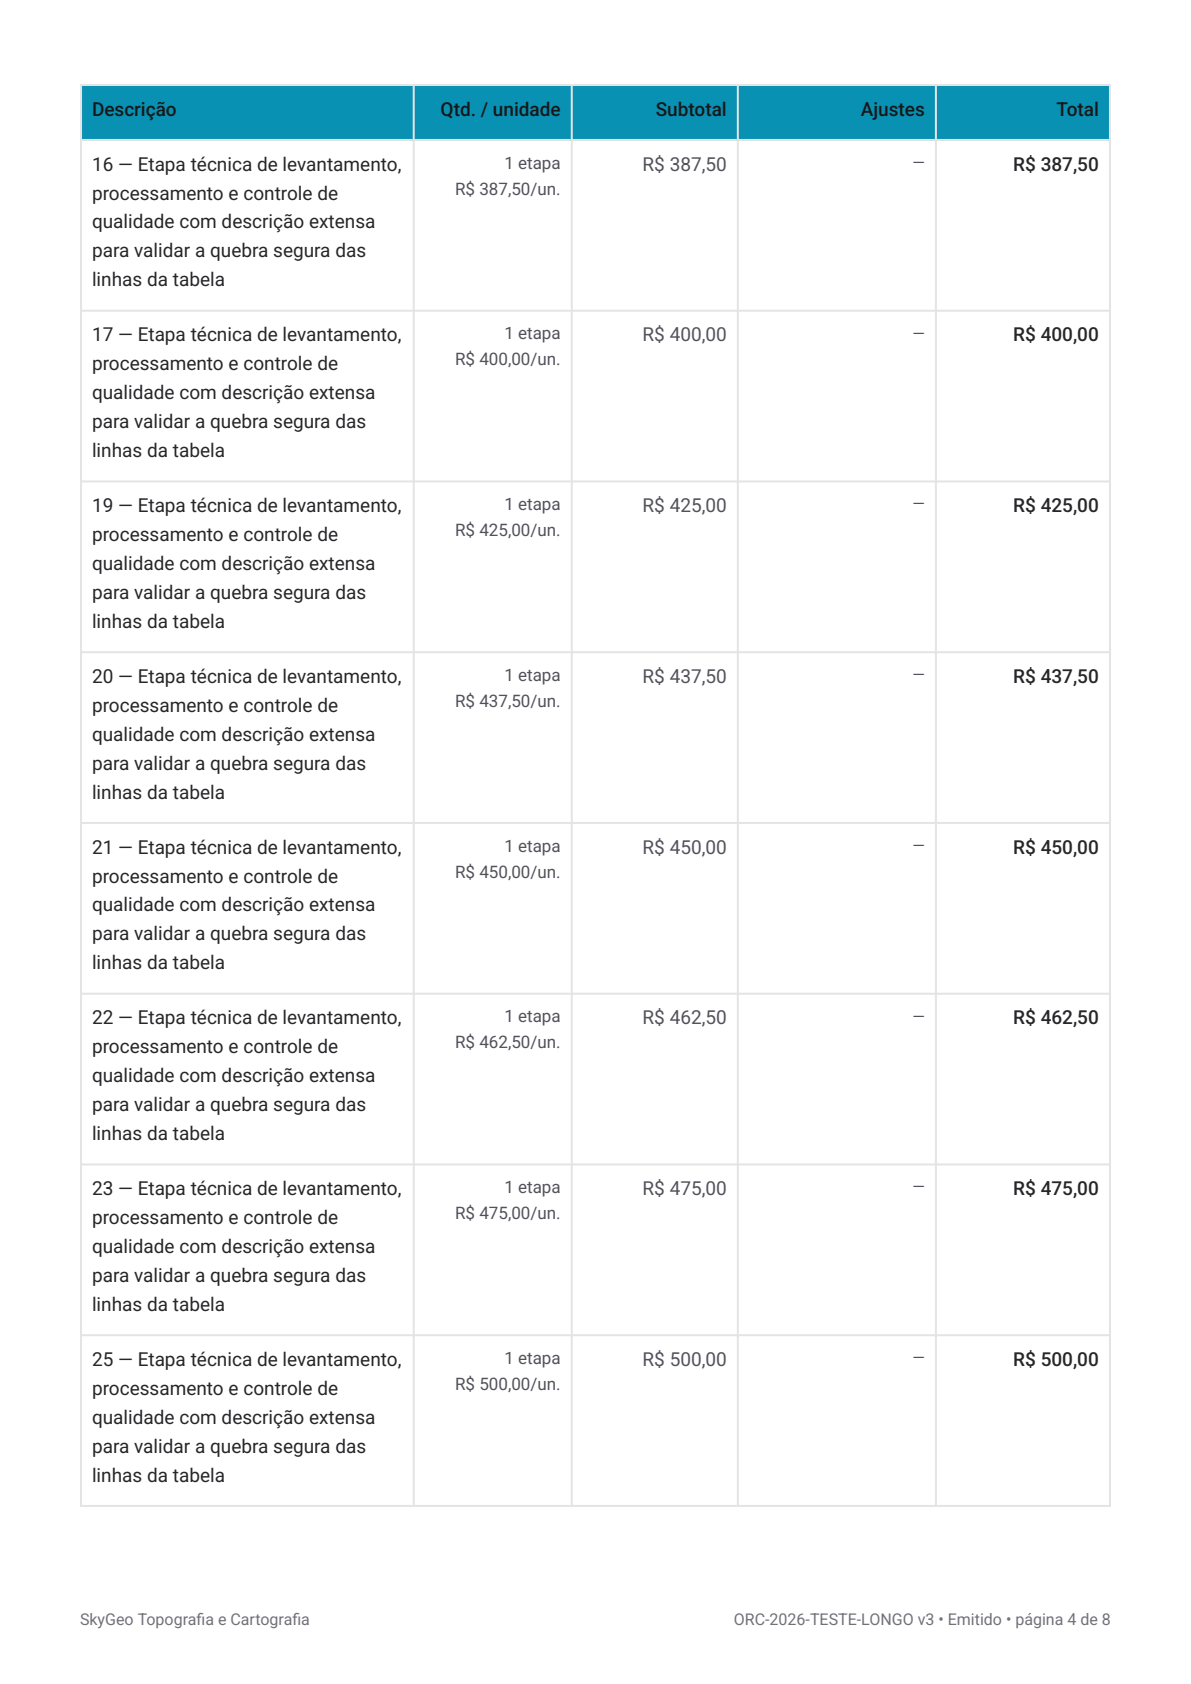 Descrição Qtd. / unidade Subtotal Ajustes Total
16 — Etapa técnica de levantamento, 1 etapa R$ 387,50 — R$ 387,50
processamento e controle de R$ 387,50/un.
qualidade com descrição extensa
para validar a quebra segura das
linhas da tabela
17 — Etapa técnica de levantamento, 1 etapa R$ 400,00 — R$ 400,00
processamento e controle de R$ 400,00/un.
qualidade com descrição extensa
para validar a quebra segura das
linhas da tabela
19 — Etapa técnica de levantamento, 1 etapa R$ 425,00 — R$ 425,00
processamento e controle de R$ 425,00/un.
qualidade com descrição extensa
para validar a quebra segura das
linhas da tabela
20 — Etapa técnica de levantamento, 1 etapa R$ 437,50 — R$ 437,50
processamento e controle de R$ 437,50/un.
qualidade com descrição extensa
para validar a quebra segura das
linhas da tabela
21 — Etapa técnica de levantamento, 1 etapa R$ 450,00 — R$ 450,00
processamento e controle de R$ 450,00/un.
qualidade com descrição extensa
para validar a quebra segura das
linhas da tabela
22 — Etapa técnica de levantamento, 1 etapa R$ 462,50 — R$ 462,50
processamento e controle de R$ 462,50/un.
qualidade com descrição extensa
para validar a quebra segura das
linhas da tabela
23 — Etapa técnica de levantamento, 1 etapa R$ 475,00 — R$ 475,00
processamento e controle de R$ 475,00/un.
qualidade com descrição extensa
para validar a quebra segura das
linhas da tabela
25 — Etapa técnica de levantamento, 1 etapa R$ 500,00 — R$ 500,00
processamento e controle de R$ 500,00/un.
qualidade com descrição extensa
para validar a quebra segura das
linhas da tabela
SkyGeo Topografia e Cartografia ORC-2026-TESTE-LONGO v3 • Emitido • página 4 de 8